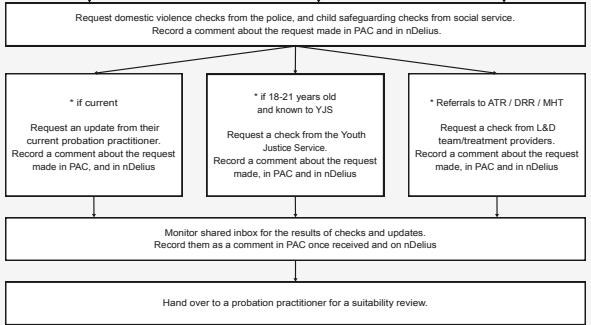 Request domestic violence checks from the police, and child safeguarding checks from social service.
Record a comment about the request made in PAC and in nDelius.
* if current
Request an update from their
current probation practitioner.
Record a comment about the request
made in PAC, and in nDelius
* if 18-21 years old
and known to YJS
Request a check from the Youth
Justice Service.
Record a comment about the request
made, in PAC and in nDelius
* Referrals to ATR / DRR / MHT
Request a check from L&D
team/treatment providers.
Record a comment about the request
made, in PAC and in nDelius
Monitor shared inbox for the results of checks and updates.
Record them as a comment in PAC once received and on nDelius
Hand over to a probation practitioner for a suitability review.